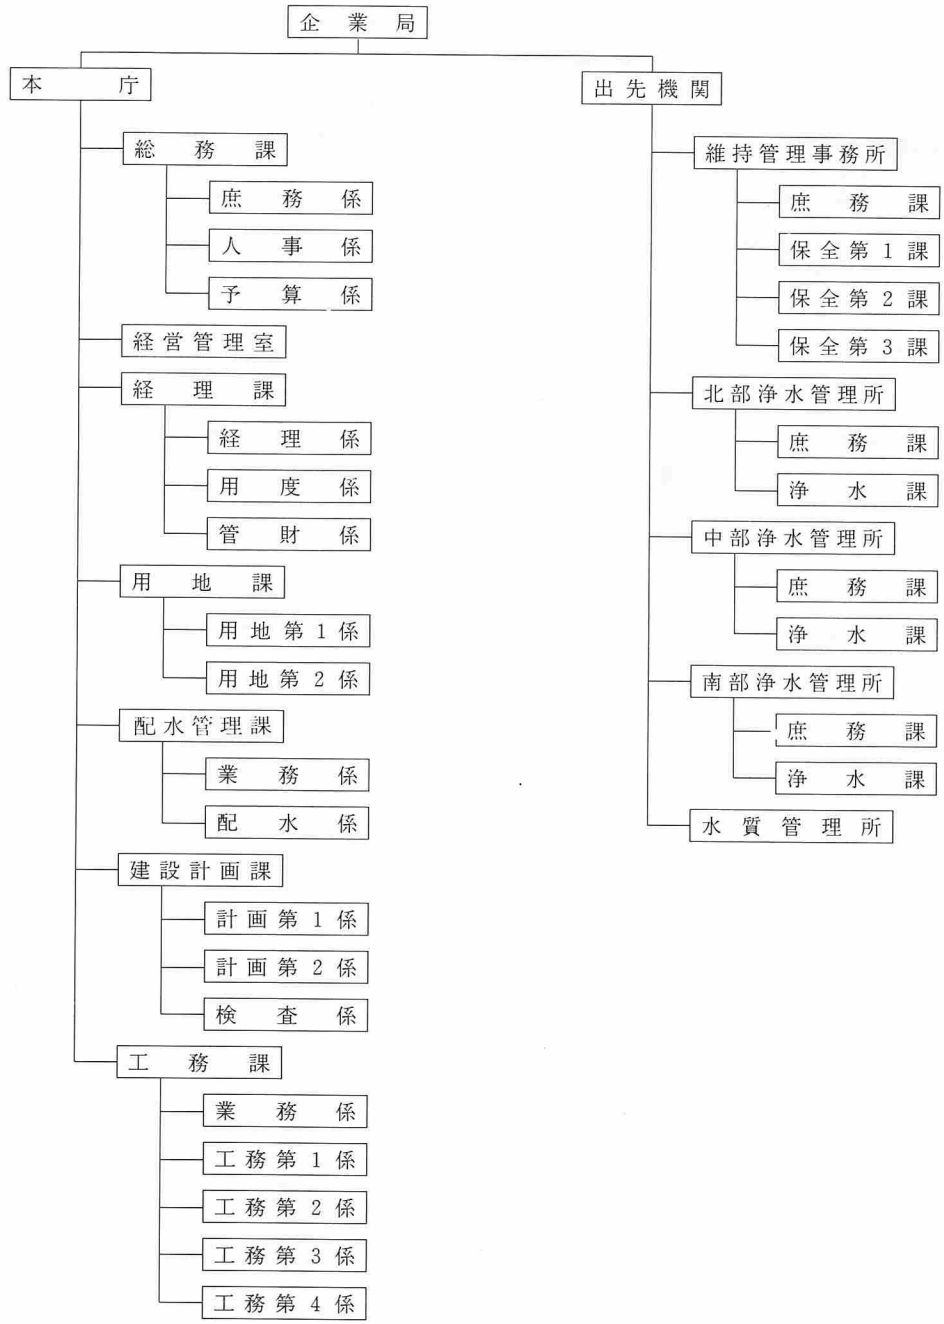 企業局
本庁
総務課
庶務係
人事係
予算係
経営管理室
経理課
経理係
用度係
管財係
用地課
用地第1係
用地第2係
配水管理課
業務係
配水係
建設計画課
計画第1係
計画第2係
検査係
工務課
業務係
工務第1係
工務第2係
工務第3係
工務第4係
出先機関
維持管理事務所
庶務課
保全第1課
保全第2課
保全第3課
北部浄水管理所
庶務課
浄水課
中部浄水管理所
庶務課
浄水課
南部浄水管理所
庶務課
浄水課
水質管理所